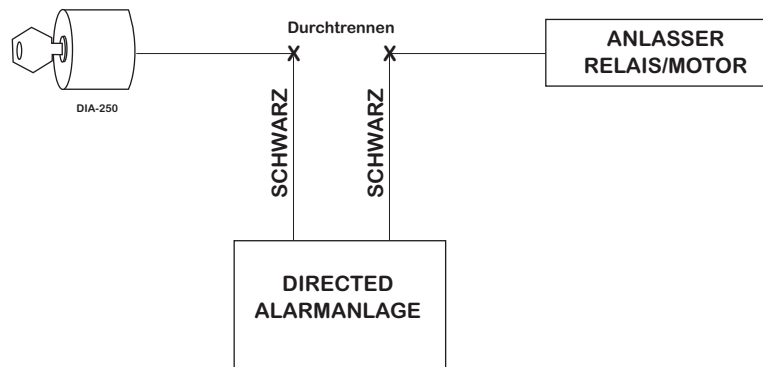 Durchtrennen
ANLASSER
RELAIS/MOTOR
DIA-250
SCHWARZ
SCHWARZ
DIRECTED
ALARMANLAGE